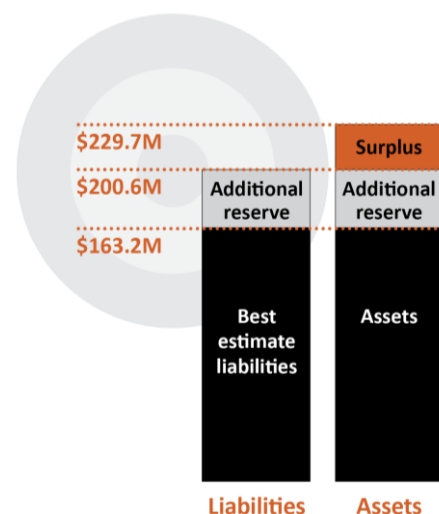 $229.7M
Surplus
$200.6M
Additional
reserve
Additional
reserve
$163.2M
Best
estimate
liabilities
Assets
Liabilities
Assets